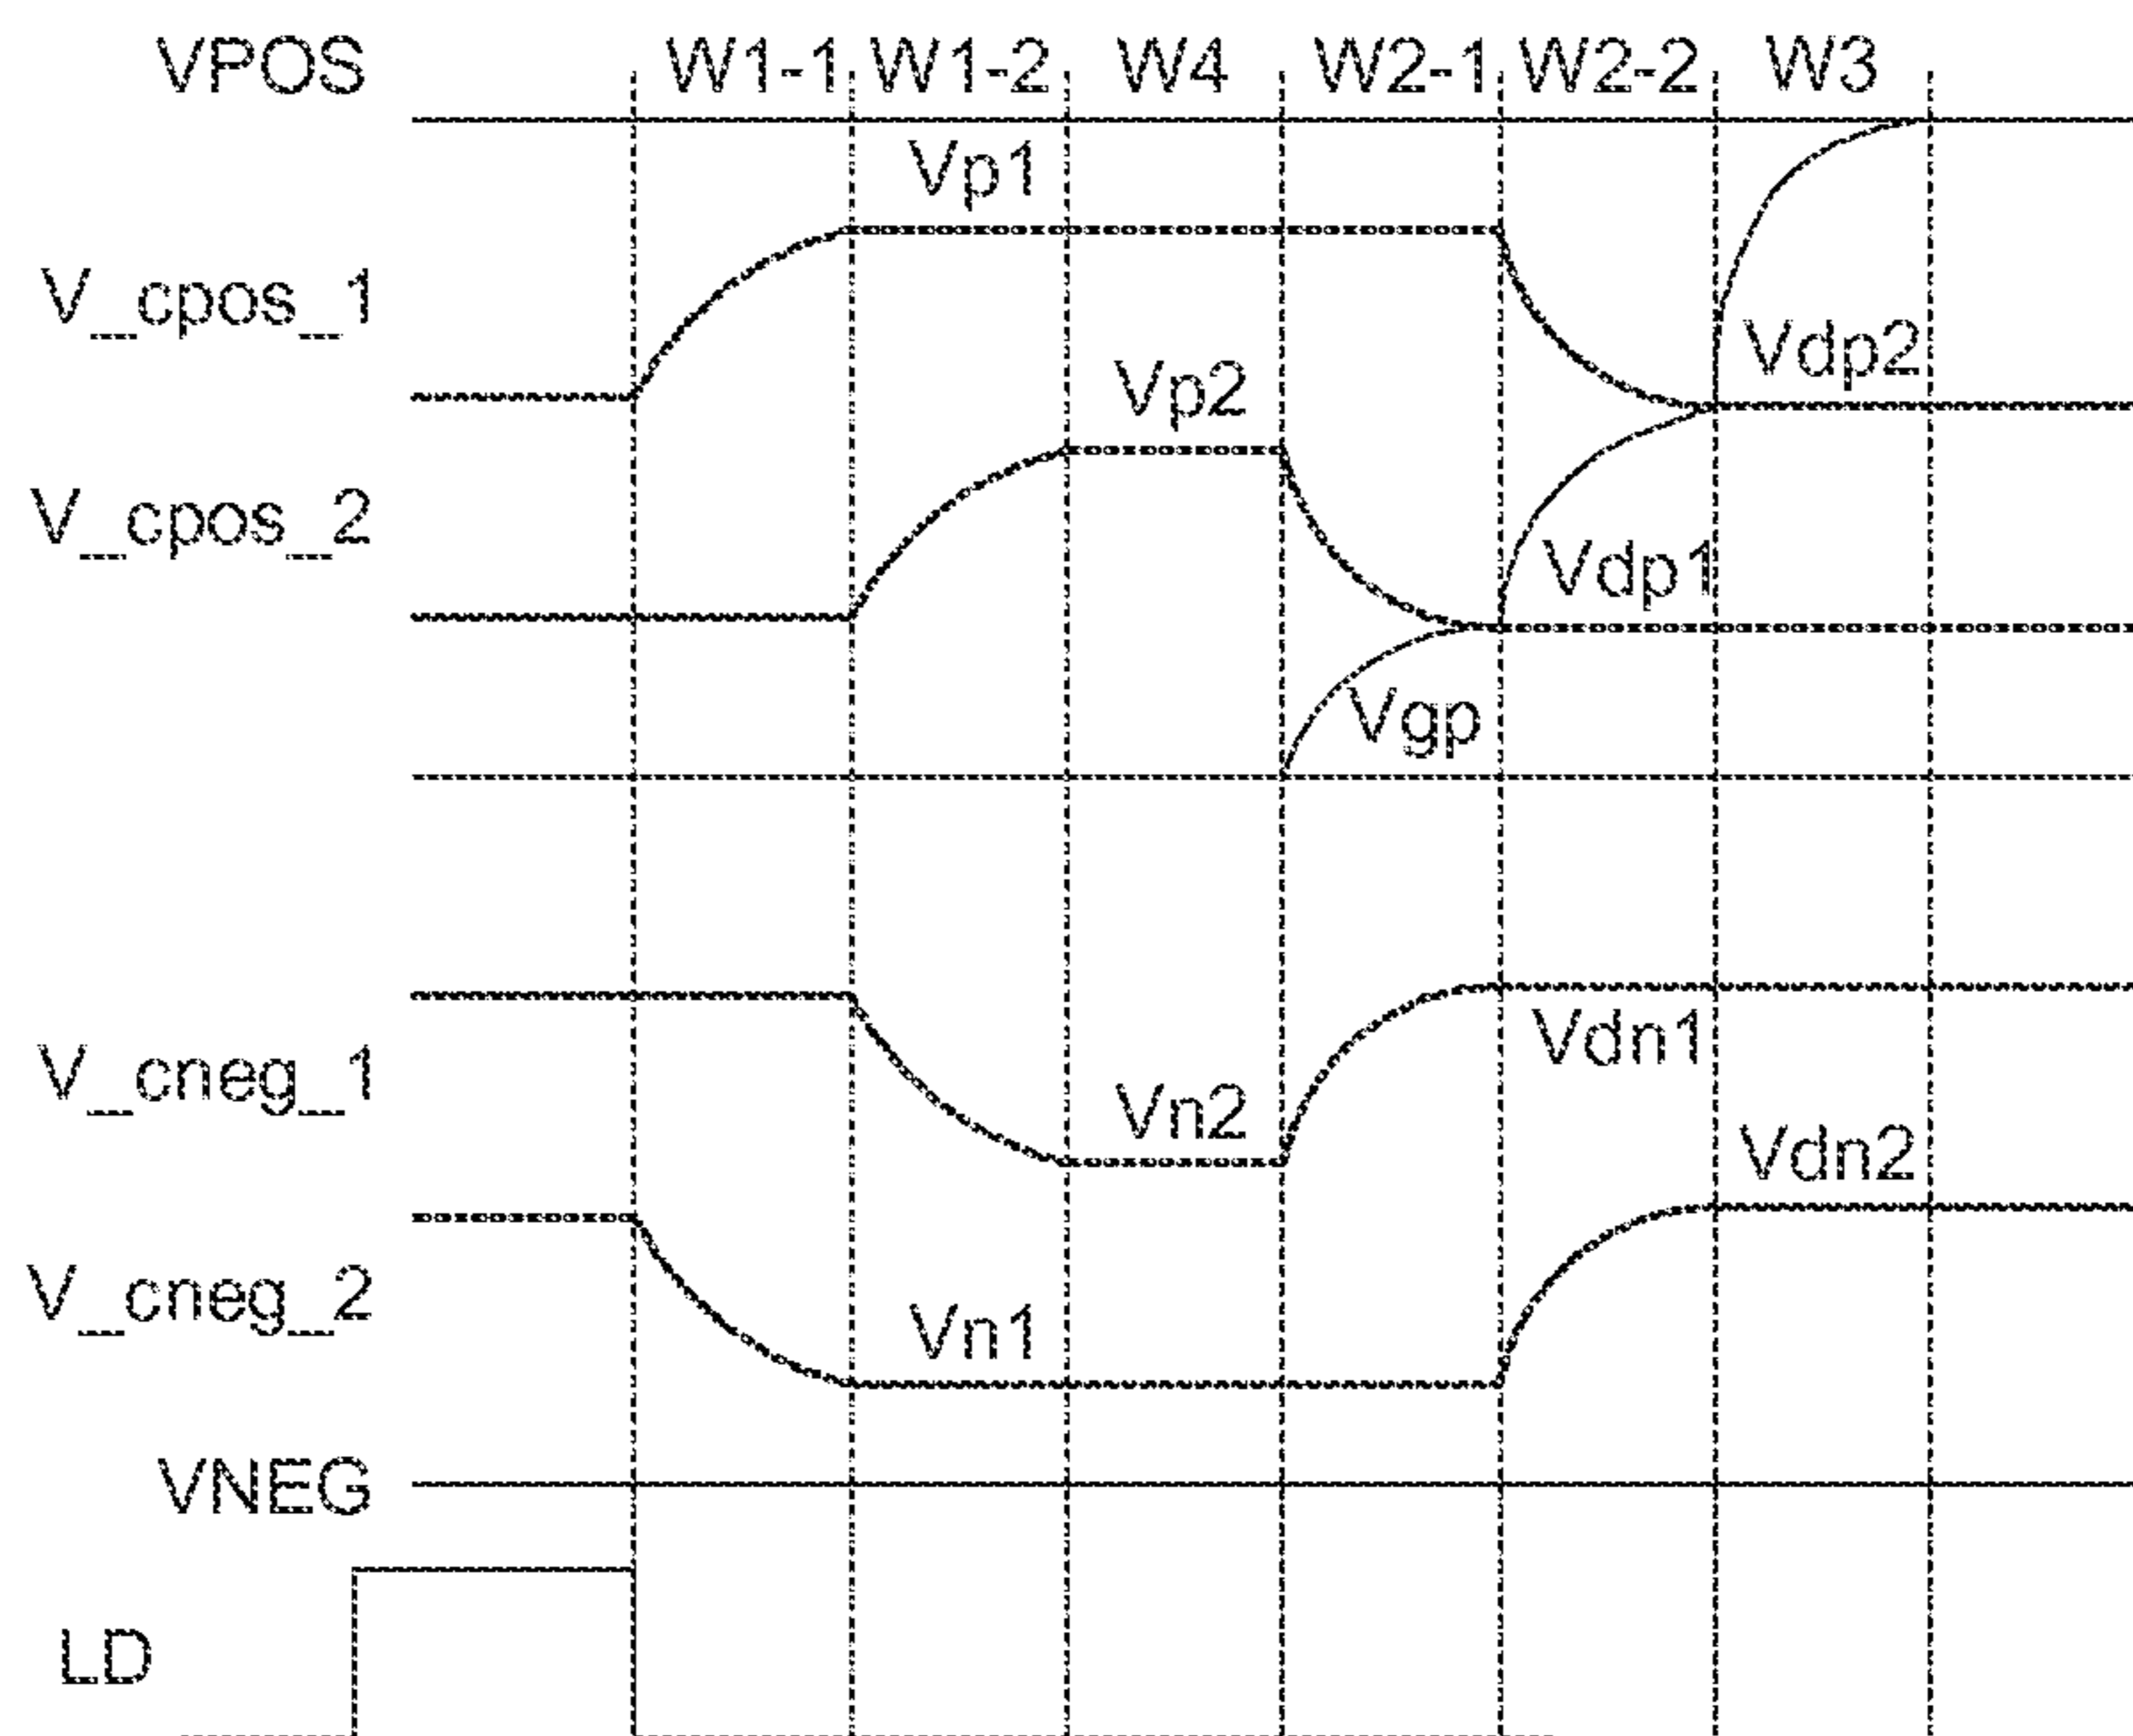 VPOS W1-1 W1-2 W4 W2-1 W2-2 W3
Vp1
V_cpos_1
Vdp2
Vp2
V_cpos_2
Vdp1
Vgp
Vdn1
V_cneg_1
Vn2
Vdn2
V_cneg_2
Vn1
VNEG
LD